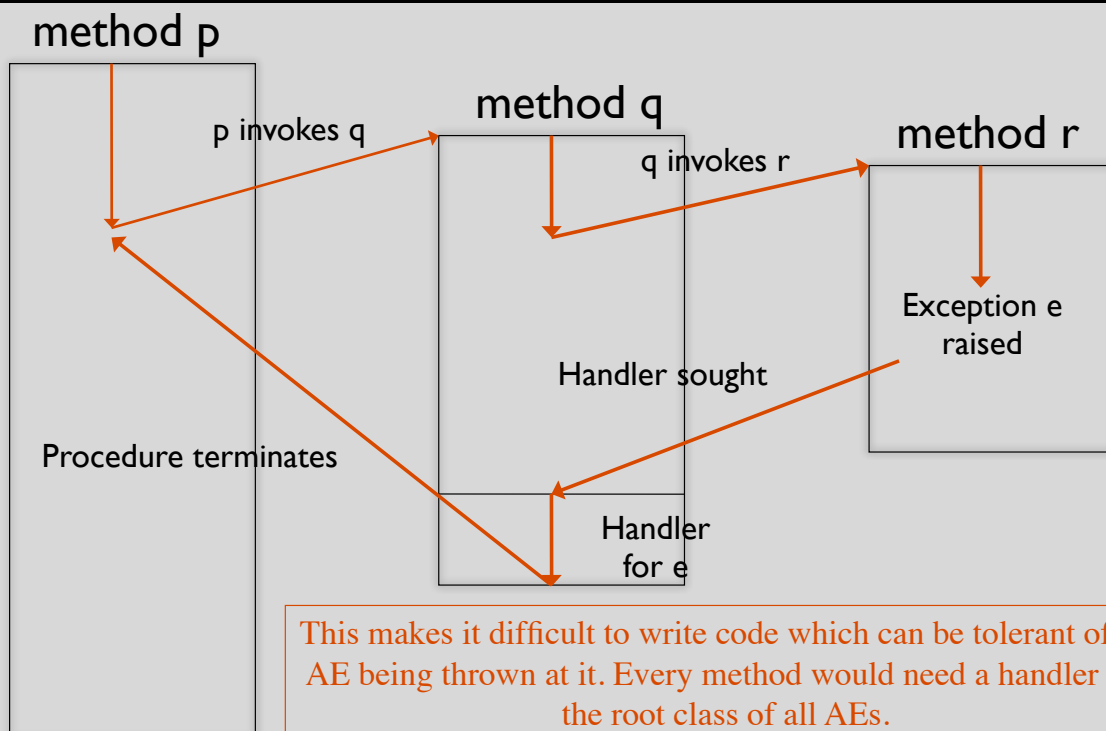 method p
method q
method r
p invokes q
q invokes r
Exception e
raised
Handler sought
Procedure terminates
Handler
for e
This makes it difficult to write code which can be tolerant of
AE being thrown at it. Every method would need a handler
the root class of all AEs.